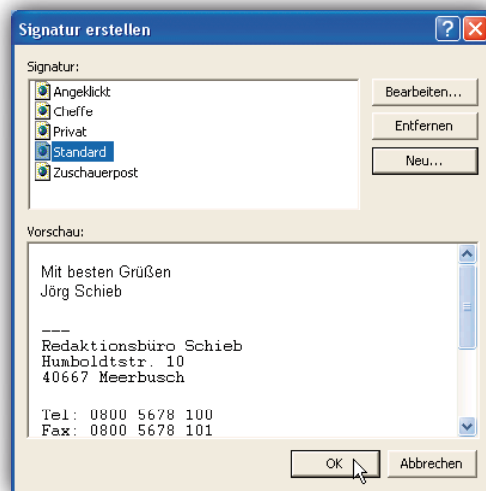 Signatur erstellen
Signatur:
Angeklickt
Cheffe
Privat
Standard
Zuschauerpost
Bearbeiten...
Entfernen
Neu...
Vorschau:
Mit besten Grüßen
Jörg Schieb
---
Redaktionsbüro Schieb
Humboldtstr. 10
40667 Meerbusch
Tel: 0800 5678 100
Fax: 0800 5678 101
OK
Abbrechen